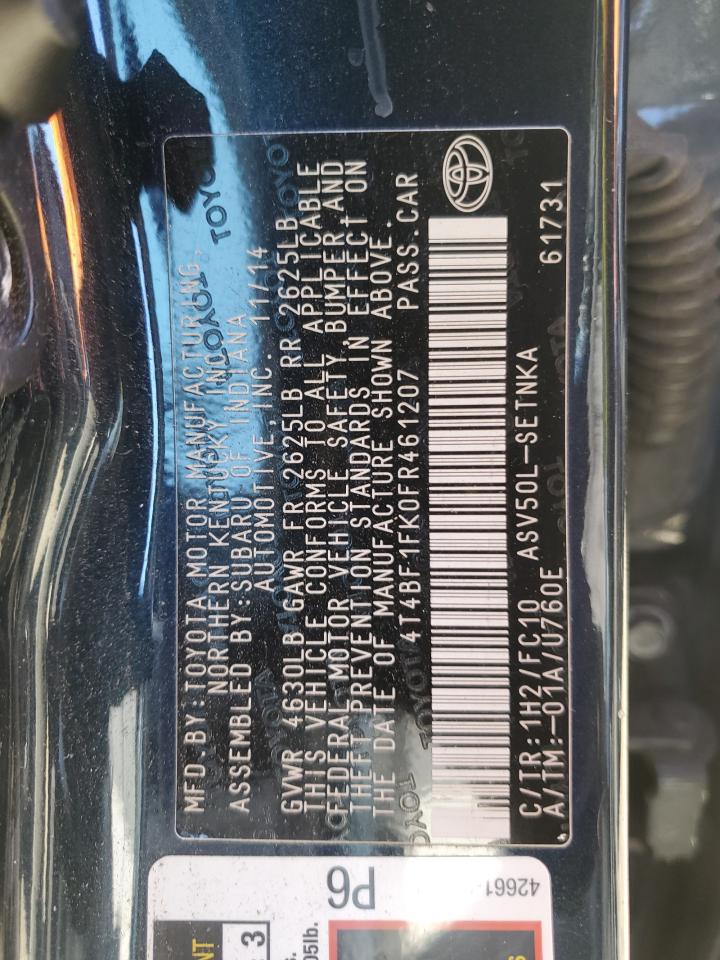 MFD.BY:TOYOTA MOTOR MANUFACTURING,
NORTHERN KENTUCKY INC.
ASSEMBLED BY:SUBARU OF INDIANA
AUTOMOTIVE,INC. 11/14
GVWR 4630LB GAWR FR 2625LB RR 2625LB
THIS VEHICLE CONFORMS TO ALL APPLICABLE
FEDERAL MOTOR VEHICLE SAFETY, BUMPER AND
THEFT PREVENTION STANDARDS IN EFFECT ON
THE DATE OF MANUFACTURE SHOWN ABOVE.
4T4BF1FK0FR461207 PASS.CAR
C/TR:1H2/FC10 ASV50L-SETNKA 61731
A/TM:-01A/U760E
TOYOTA
P6
42661
3
05lb.